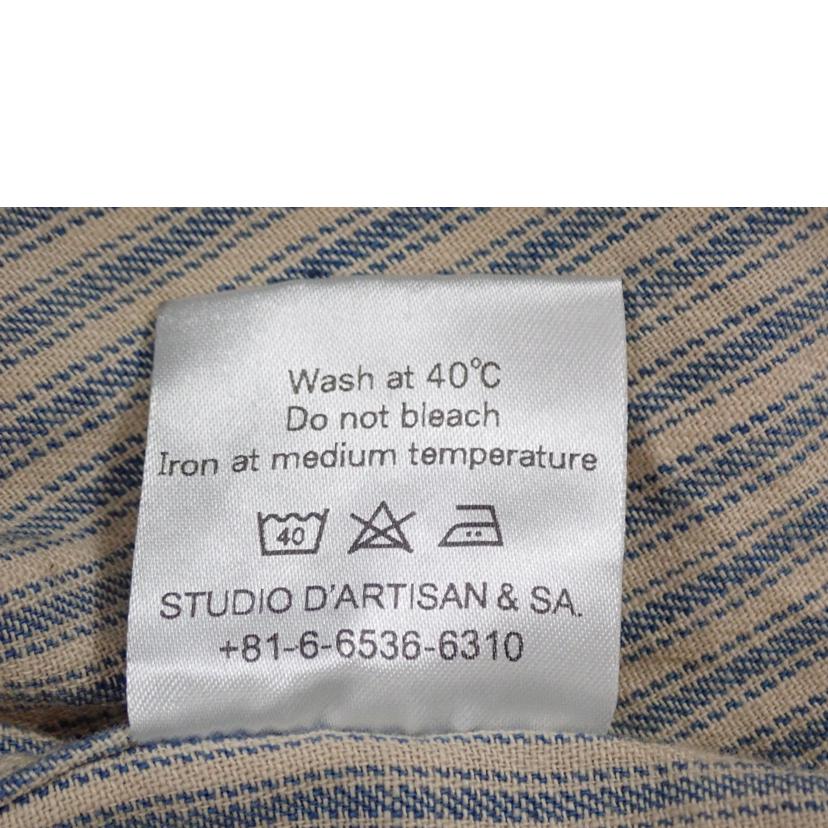 Wash at 40℃
Do not bleach
Iron at medium temperature
40
STUDIO D'ARTISAN & SA.
+81-6-6536-6310